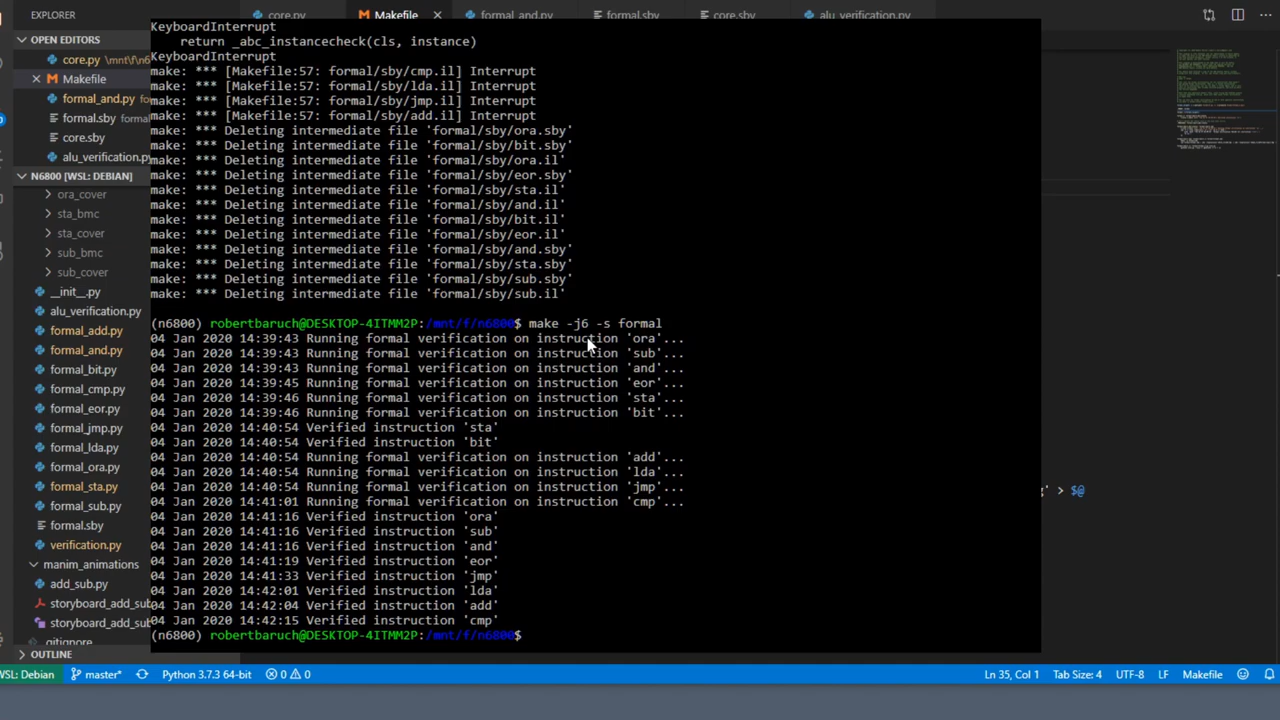 EXPLORER
core.py
Makefile
formal_and.py
formal.sby
core.sby
alu_verification.py
OPEN EDITORS
core.py \mnt\f\n6
Makefile
formal_and.py
formal.sby formal
core.sby
alu_verification.py
N6800 [WSL: DEBIAN]
ora_cover
sta_bmc
sta_cover
sub_bmc
sub_cover
__init__.py
alu_verification.py
formal_add.py
formal_and.py
formal_bit.py
formal_cmp.py
formal_eor.py
formal_jmp.py
formal_lda.py
formal_ora.py
formal_sta.py
formal_sub.py
formal.sby
verification.py
manim_animations
add_sub.py
storyboard_add_sub
storyboard_add_sub
.gitignore
OUTLINE
KeyboardInterrupt
return _abc_instancecheck(cls, instance)
KeyboardInterrupt
make: *** [Makefile:57: formal/sby/cmp.il] Interrupt
make: *** [Makefile:57: formal/sby/lda.il] Interrupt
make: *** [Makefile:57: formal/sby/jmp.il] Interrupt
make: *** [Makefile:57: formal/sby/add.il] Interrupt
make: *** Deleting intermediate file 'formal/sby/ora.sby'
make: *** Deleting intermediate file 'formal/sby/bit.sby'
make: *** Deleting intermediate file 'formal/sby/ora.il'
make: *** Deleting intermediate file 'formal/sby/eor.sby'
make: *** Deleting intermediate file 'formal/sby/sta.il'
make: *** Deleting intermediate file 'formal/sby/and.il'
make: *** Deleting intermediate file 'formal/sby/bit.il'
make: *** Deleting intermediate file 'formal/sby/eor.il'
make: *** Deleting intermediate file 'formal/sby/and.sby'
make: *** Deleting intermediate file 'formal/sby/sta.sby'
make: *** Deleting intermediate file 'formal/sby/sub.sby'
make: *** Deleting intermediate file 'formal/sby/sub.il'
(n6800) robertbaruch@DESKTOP-4ITMM2P:/mnt/f/n6800$ make -j6 -s formal
04 Jan 2020 14:39:43 Running formal verification on instruction 'ora'...
04 Jan 2020 14:39:43 Running formal verification on instruction 'sub'...
04 Jan 2020 14:39:43 Running formal verification on instruction 'and'...
04 Jan 2020 14:39:45 Running formal verification on instruction 'eor'...
04 Jan 2020 14:39:46 Running formal verification on instruction 'sta'...
04 Jan 2020 14:39:46 Running formal verification on instruction 'bit'...
04 Jan 2020 14:40:54 Verified instruction 'sta'
04 Jan 2020 14:40:54 Verified instruction 'bit'
04 Jan 2020 14:40:54 Running formal verification on instruction 'add'...
04 Jan 2020 14:40:54 Running formal verification on instruction 'lda'...
04 Jan 2020 14:40:54 Running formal verification on instruction 'jmp'...
04 Jan 2020 14:41:01 Running formal verification on instruction 'cmp'...
04 Jan 2020 14:41:16 Verified instruction 'ora'
04 Jan 2020 14:41:16 Verified instruction 'sub'
04 Jan 2020 14:41:16 Verified instruction 'and'
04 Jan 2020 14:41:19 Verified instruction 'eor'
04 Jan 2020 14:41:33 Verified instruction 'jmp'
04 Jan 2020 14:42:01 Verified instruction 'lda'
04 Jan 2020 14:42:04 Verified instruction 'add'
04 Jan 2020 14:42:15 Verified instruction 'cmp'
(n6800) robertbaruch@DESKTOP-4ITMM2P:/mnt/f/n6800$
g' > $@
WSL: Debian master* Python 3.7.3 64-bit 0 0 Ln 35, Col 1 Tab Size: 4 UTF-8 LF Makefile